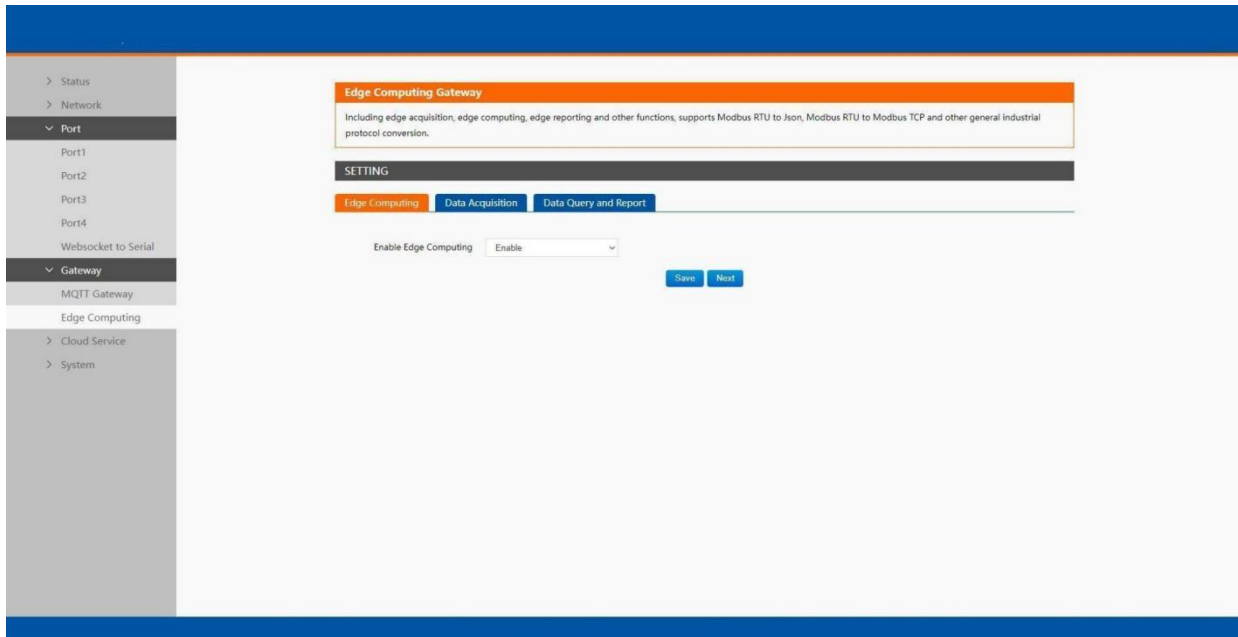 Status
Network
Port
Port1
Port2
Port3
Port4
Websocket to Serial
Gateway
MQTT Gateway
Edge Computing
Cloud Service
System
Edge Computing Gateway
Including edge acquisition, edge computing, edge reporting and other functions, supports Modbus RTU to Json, Modbus RTU to Modbus TCP and other general industrial
protocol conversion.
SETTING
Edge Computing Data Acquisition Data Query and Report
Enable Edge Computing Enable
Save Next